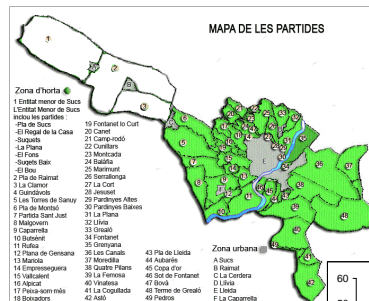 MAPA DE LES PARTIDES
Zona d'horta
1 Entitat menor de Sucs
L'Entitat Menor de Sucs
inclou les partides :
-Pla de Sucs
-El Regal de la Casa
-Suquets
-La Plana
-El Fons
-Suquets Baix
-El Bou
2 Pla de Raimat
3 La Clamor
4 Guindàvols
5 Les Torres de Sanuy
6 Pla de Montsó
7 Partida Sant Just
8 Malgovern
9 Caparrella
10 Butsènit
11 Rufea
12 Plana de Gensana
13 Mariola
14 Empresseguera
15 Vallcalent
16 Alpicat
17 Peixa-som-més
18 Boixadors
19 Fontanet lo Curt
20 Canet
21 Camp-rodó
22 Cunillars
23 Montcada
24 Balàfia
25 Marimunt
26 Serrallonga
27 La Cort
28 Jesuset
29 Pardinyes Altes
30 Pardinyes Baixes
31 La Plana
32 Llívia
33 Grealó
34 Fontanet
35 Grenyana
36 Les Canals
37 Moredilla
38 Quatre Pilans
39 La Femosa
40 Vinatesa
41 La Cogullada
42 Astó
43 Pla de Lleida
44 Aubarés
45 Copa d'or
46 Sot de Fontanet
47 Bovà
48 Terme de Grealó
49 Pedrós
Zona urbana
A Sucs
B Raimat
C La Cerdera
D Llívia
E Lleida
F La Caparrella
60